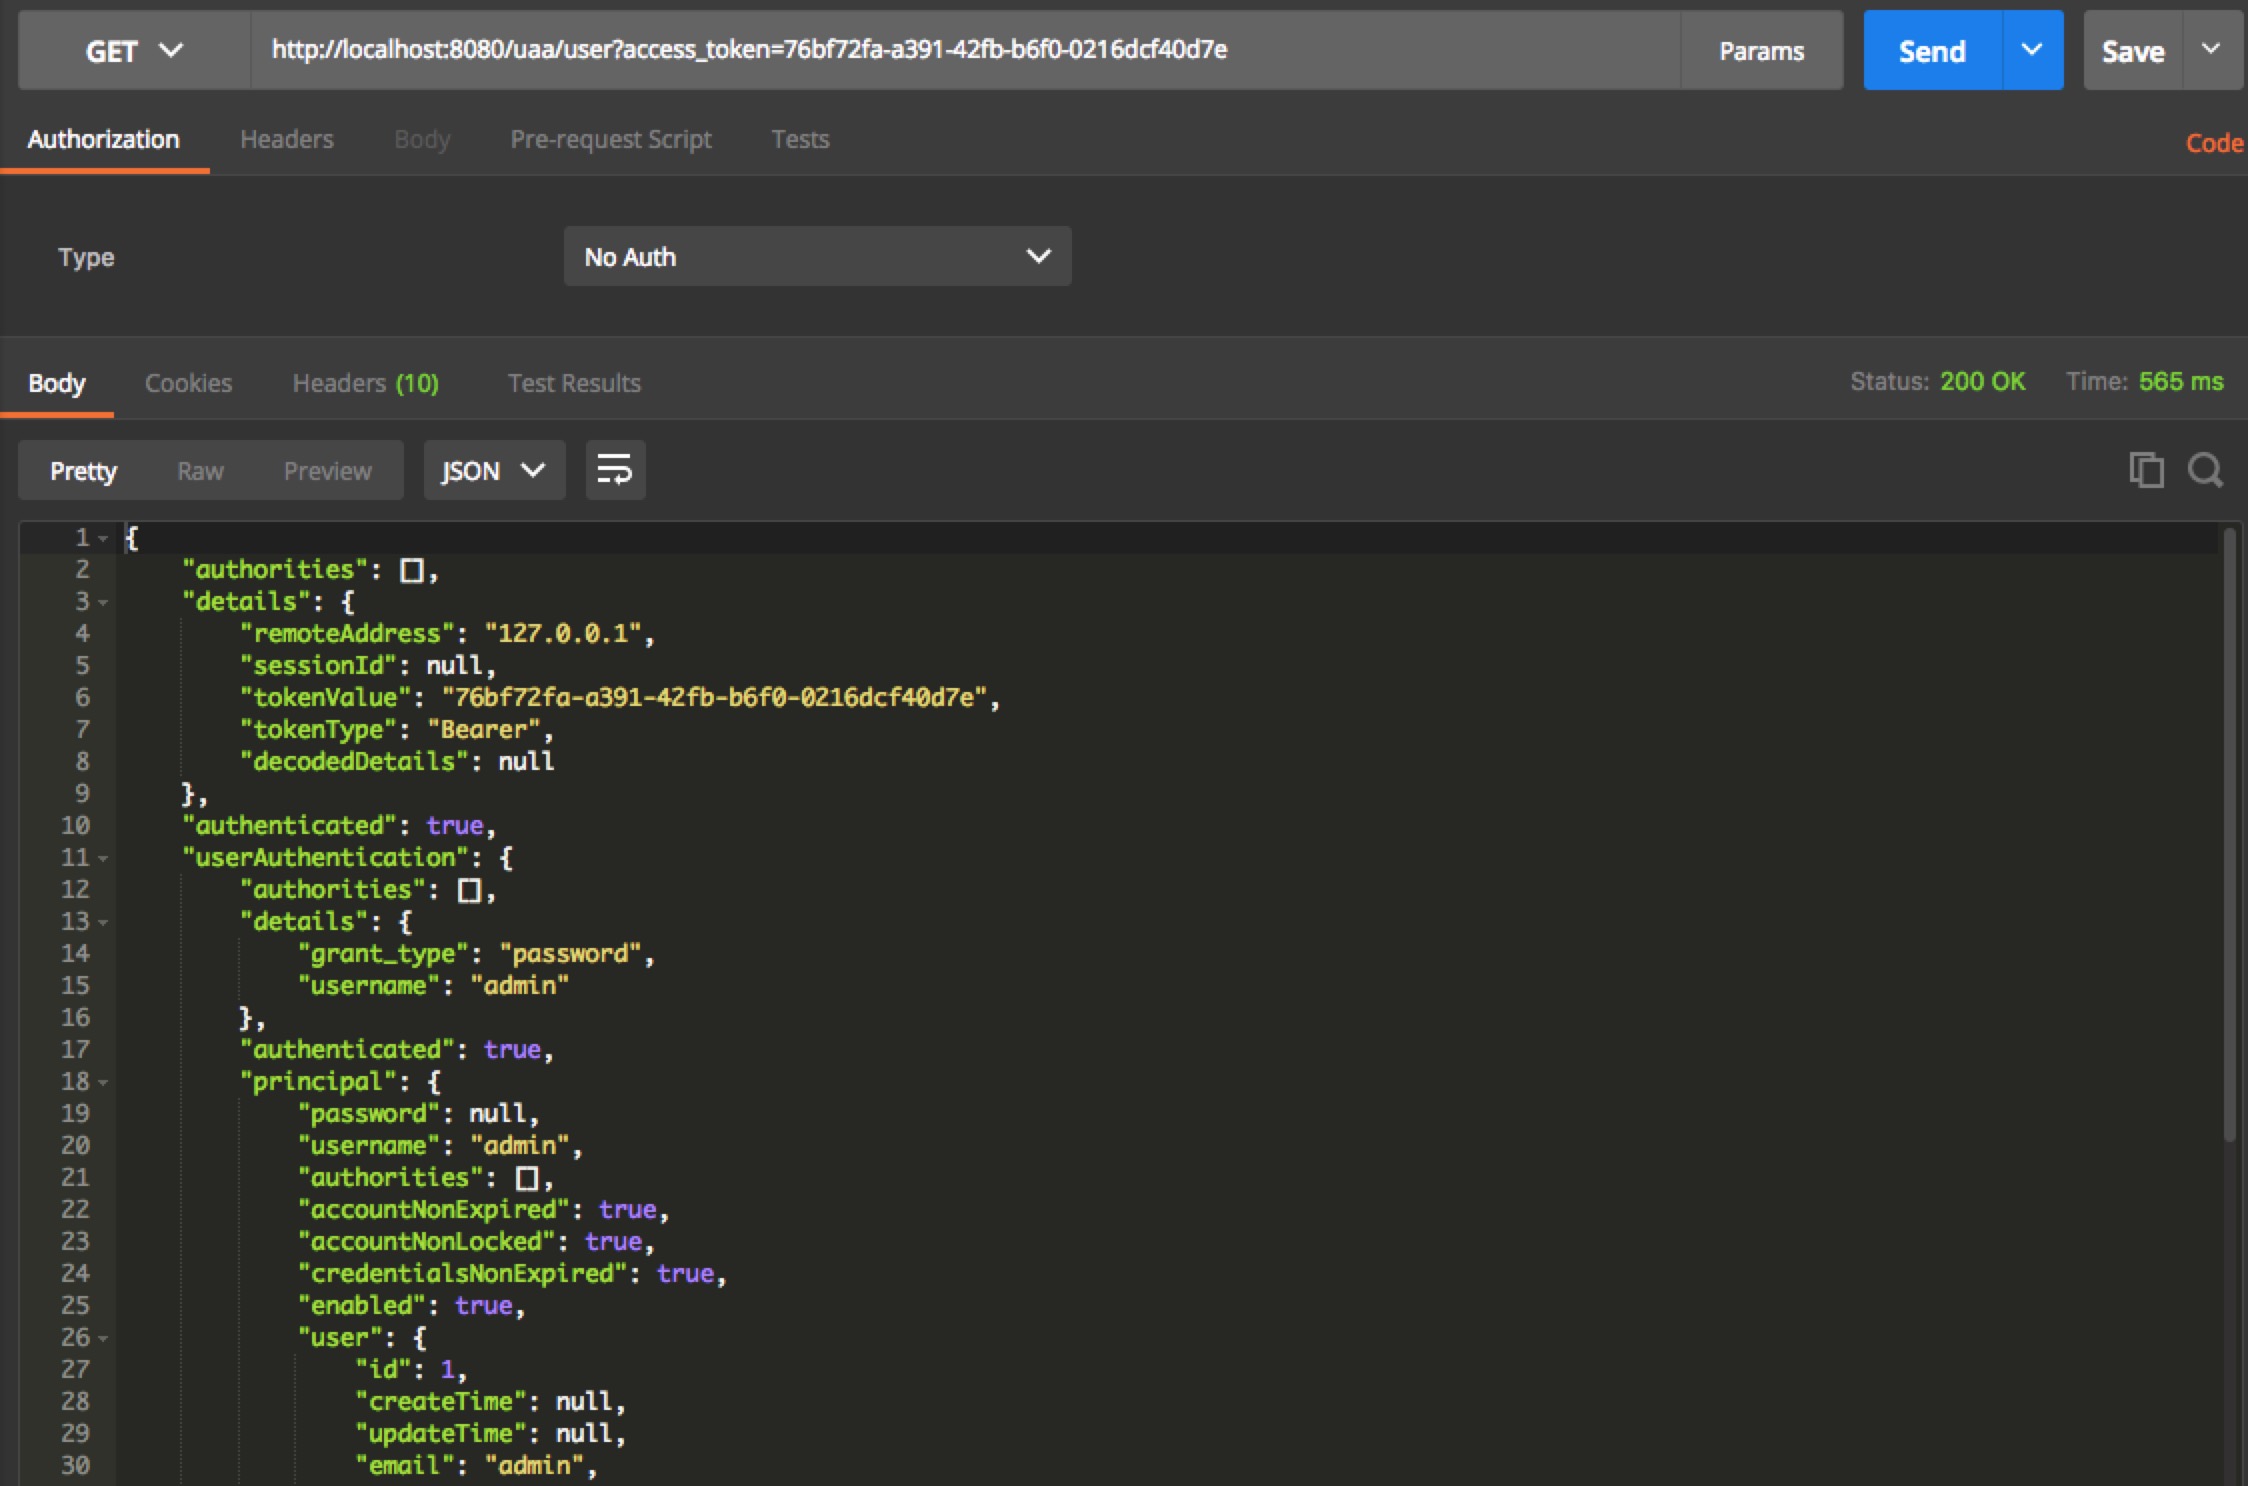 GET http://localhost:8080/uaa/user?access_token=76bf72fa-a391-42fb-b6f0-0216dcf40d7e Params Send Save
Authorization Headers Body Pre-request Script Tests Code
Type No Auth
Body Cookies Headers (10) Test Results Status: 200 OK Time: 565 ms
Pretty Raw Preview JSON
1 {
2 "authorities": [],
3 "details": {
4 "remoteAddress": "127.0.0.1",
5 "sessionId": null,
6 "tokenValue": "76bf72fa-a391-42fb-b6f0-0216dcf40d7e",
7 "tokenType": "Bearer",
8 "decodedDetails": null
9 },
10 "authenticated": true,
11 "userAuthentication": {
12 "authorities": [],
13 "details": {
14 "grant_type": "password",
15 "username": "admin"
16 },
17 "authenticated": true,
18 "principal": {
19 "password": null,
20 "username": "admin",
21 "authorities": [],
22 "accountNonExpired": true,
23 "accountNonLocked": true,
24 "credentialsNonExpired": true,
25 "enabled": true,
26 "user": {
27 "id": 1,
28 "createTime": null,
29 "updateTime": null,
30 "email": "admin",